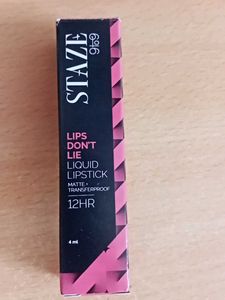 STAZE
9to9
LIPS
DON'T
LIE
LIQUID
LIPSTICK
MATTE +
TRANSFERPROOF
12HR
4 ml